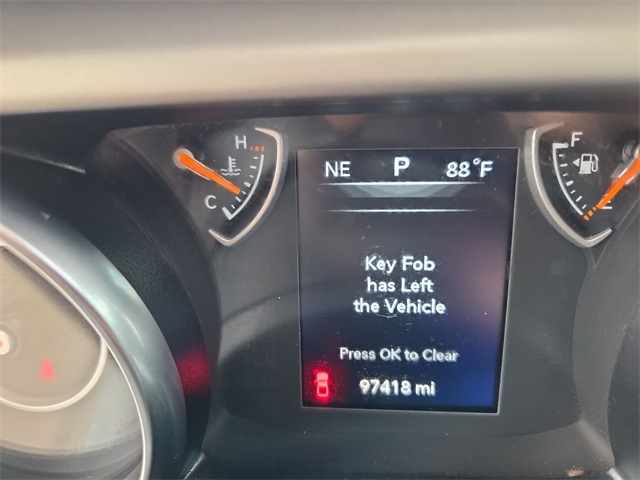 H
C
NE P 88°F
F
E
Key Fob
has Left
the Vehicle
Press OK to Clear
97418 mi